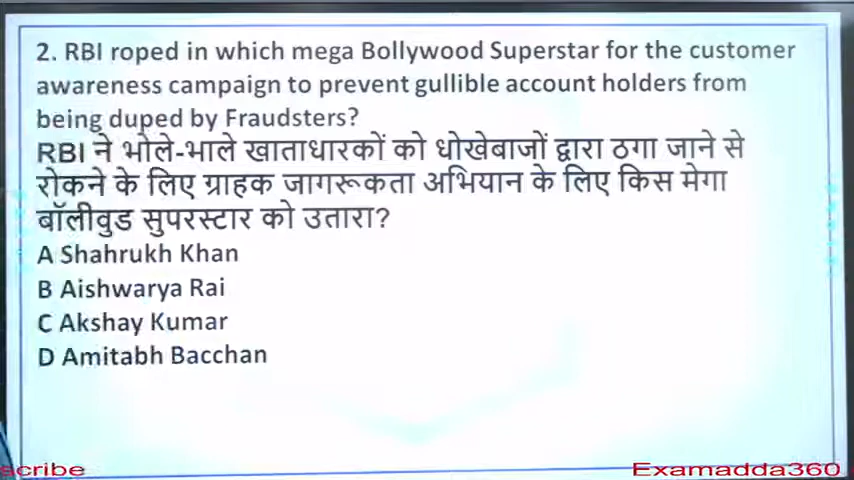 2. RBI roped in which mega Bollywood Superstar for the customer
awareness campaign to prevent gullible account holders from
being duped by Fraudsters?
RBI ने भोले-भाले खाताधारकों को धोखेबाजों द्वारा ठगा जाने से
रोकने के लिए ग्राहक जागरूकता अभियान के लिए किस मेगा
बॉलीवुड सुपरस्टार को उतारा?
A Shahrukh Khan
B Aishwarya Rai
C Akshay Kumar
D Amitabh Bacchan
scribe
Examadda360